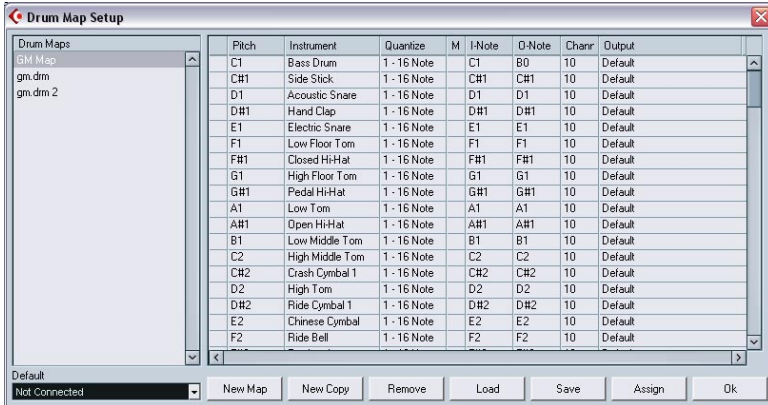 Drum Map Setup
Drum Maps
GM Map
gm.drm
gm.drm 2
Pitch Instrument Quantize M I-Note O-Note Chanr Output
C1 Bass Drum 1 - 16 Note C1 B0 10 Default
C#1 Side Stick 1 - 16 Note C#1 C#1 10 Default
D1 Acoustic Snare 1 - 16 Note D1 D1 10 Default
D#1 Hand Clap 1 - 16 Note D#1 D#1 10 Default
E1 Electric Snare 1 - 16 Note E1 E1 10 Default
F1 Low Floor Tom 1 - 16 Note F1 F1 10 Default
F#1 Closed Hi-Hat 1 - 16 Note F#1 F#1 10 Default
G1 High Floor Tom 1 - 16 Note G1 G1 10 Default
G#1 Pedal Hi-Hat 1 - 16 Note G#1 G#1 10 Default
A1 Low Tom 1 - 16 Note A1 A1 10 Default
A#1 Open Hi-Hat 1 - 16 Note A#1 A#1 10 Default
B1 Low Middle Tom 1 - 16 Note B1 B1 10 Default
C2 High Middle Tom 1 - 16 Note C2 C2 10 Default
C#2 Crash Cymbal 1 1 - 16 Note C#2 C#2 10 Default
D2 High Tom 1 - 16 Note D2 D2 10 Default
D#2 Ride Cymbal 1 1 - 16 Note D#2 D#2 10 Default
E2 Chinese Cymbal 1 - 16 Note E2 E2 10 Default
F2 Ride Bell 1 - 16 Note F2 F2 10 Default
Default
Not Connected
New Map New Copy Remove Load Save Assign Ok